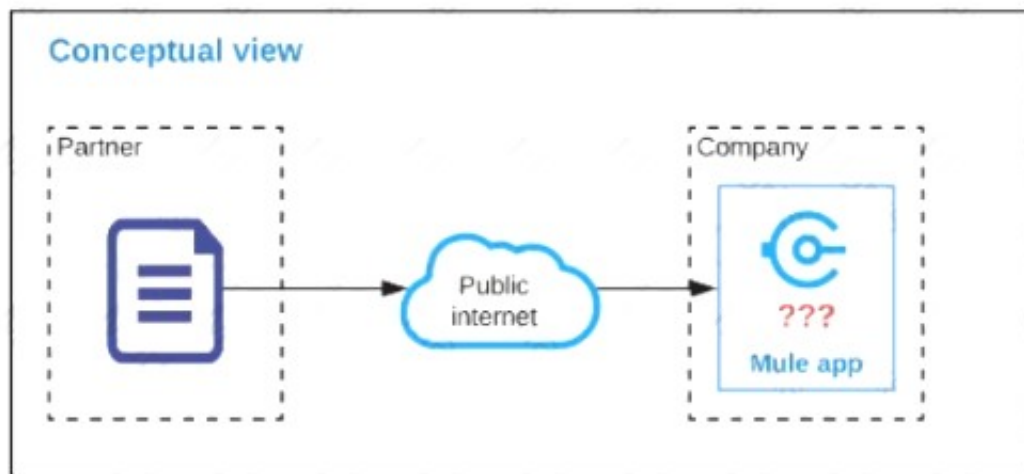 Conceptual view
Partner
Company
Public
internet
???
Mule app